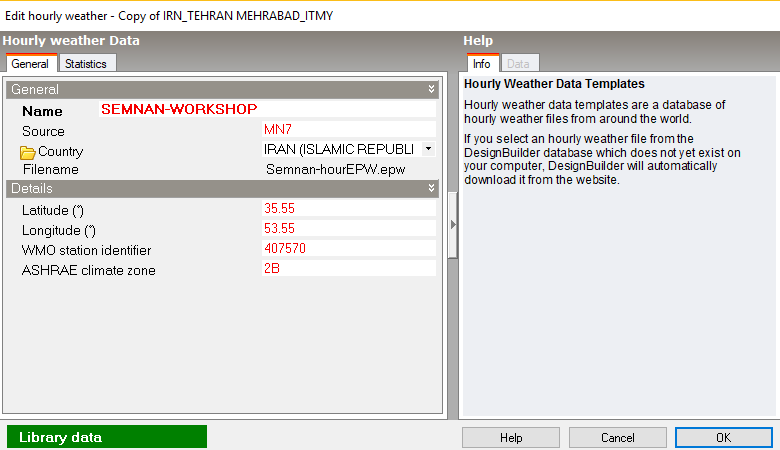 Edit hourly weather - Copy of IRN_TEHRAN MEHRABAD_ITMY
Hourly weather Data
General Statistics
General
Name SEMNAN-WORKSHOP
Source MN7
Country IRAN (ISLAMIC REPUBLI
Filename Semnan-hourEPW.epw
Details
Latitude (°) 35.55
Longitude (°) 53.55
WMO station identifier 407570
ASHRAE climate zone 2B
Library data
Help
Info Data
Hourly Weather Data Templates
Hourly weather data templates are a database of
hourly weather files from around the world.
If you select an hourly weather file from the
DesignBuilder database which does not yet exist on
your computer, DesignBuilder will automatically
download it from the website.
Help Cancel OK